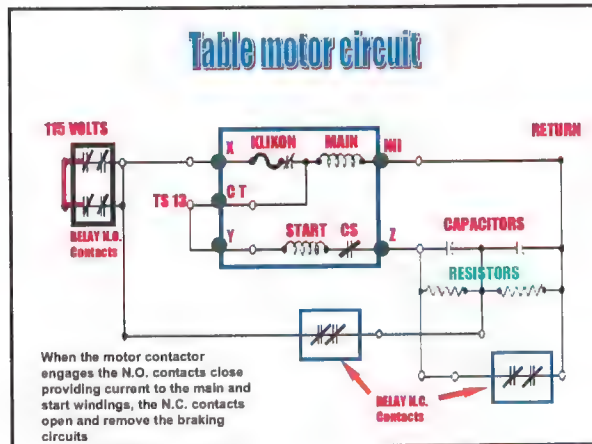 Table motor circuit
115 VOLTS
X
KLIXON
MAIN
MI
RETURN
TS 13
C T
RELAY N.O.
Contacts
Y
START
CS
Z
CAPACITORS
RESISTORS
When the motor contactor
engages the N.O. contacts close
providing current to the main and
start windings, the N.C. contacts
open and remove the braking
circuits
RELAY N.C.
Contacts